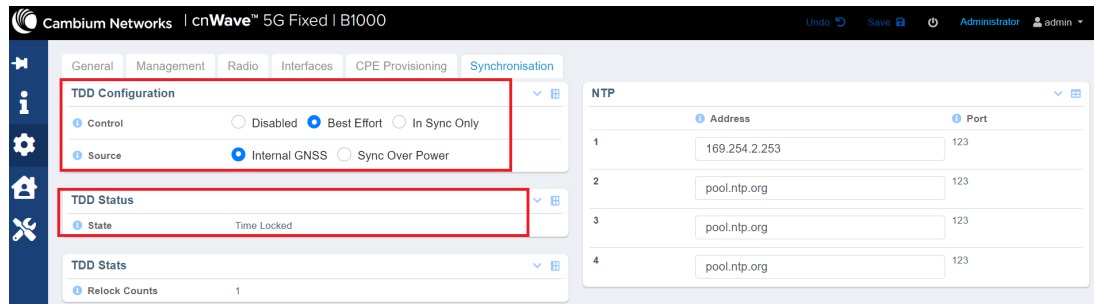 Cambium Networks | cnWave™ 5G Fixed | B1000
Undo Save Administrator admin
General Management Radio Interfaces CPE Provisioning Synchronisation
TDD Configuration
Control Disabled Best Effort In Sync Only
Source Internal GNSS Sync Over Power
TDD Status
State Time Locked
TDD Stats
Relock Counts 1
NTP
Address Port
1 169.254.2.253 123
2 pool.ntp.org 123
3 pool.ntp.org 123
4 pool.ntp.org 123